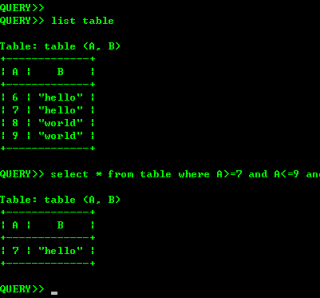 QUERY>>
QUERY>> list table
Table: table (A, B)
+-------------+
| A |    B    |
+-------------+
| 6 | "hello" |
| 7 | "hello" |
| 8 | "world" |
| 9 | "world" |
+-------------+
QUERY>> select * from table where A>=7 and A<=9 and
Table: table (A, B)
+-------------+
| A |    B    |
+-------------+
| 7 | "hello" |
+-------------+
QUERY>> _